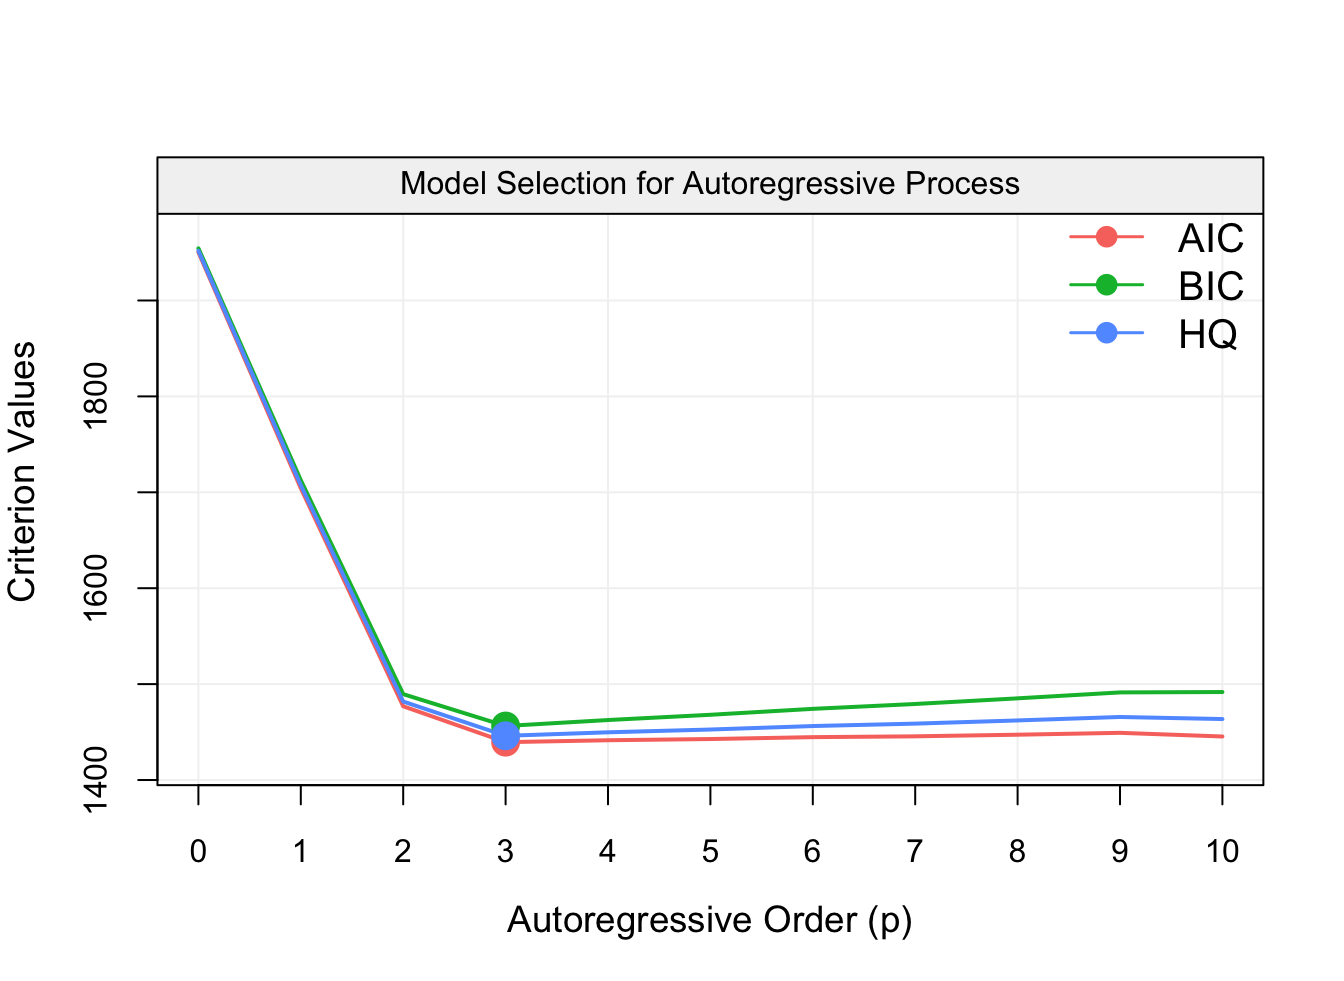 Model Selection for Autoregressive Process
AIC
BIC
HQ
Criterion Values
1800
1600
1400
0 1 2 3 4 5 6 7 8 9 10
Autoregressive Order (p)